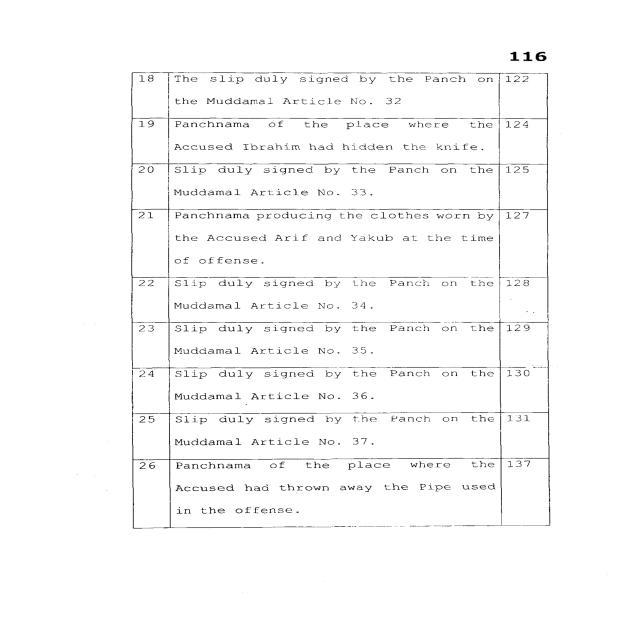 116
18 The slip duly signed by the Panch on 122
the Muddamal Article No. 32
19 Panchnama of the place where the 124
Accused Ibrahim had hidden the knife.
20 Slip duly signed by the Panch on the 125
Muddamal Article No. 33.
21 Panchnama producing the clothes worn by 127
the Accused Arif and Yakub at the time
of offense.
22 Slip duly signed by the Panch on the 128
Muddamal Article No. 34.
23 Slip duly signed by the Panch on the 129
Muddamal Article No. 35.
24 Slip duly signed by the Panch on the 130
Muddamal Article No. 36.
25 Slip duly signed by the Panch on the 131
Muddamal Article No. 37.
26 Panchnama of the place where the 137
Accused had thrown away the Pipe used
in the offense.